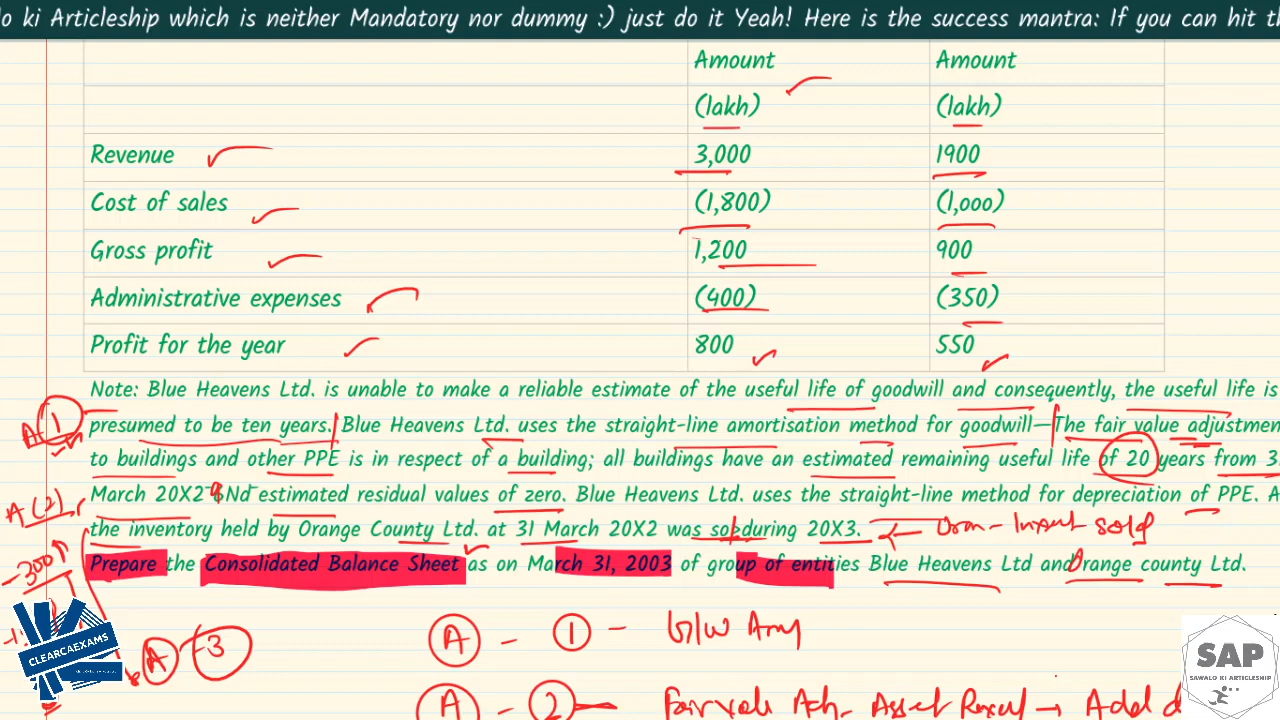 lo ki Articleship which is neither Mandatory nor dummy :) just do it Yeah! Here is the success mantra: If you can hit th
Amount Amount
(lakh) (lakh)
Revenue 3,000 1900
Cost of sales (1,800) (1,000)
Gross profit 1,200 900
Administrative expenses (400) (350)
Profit for the year 800 550
Note: Blue Heavens Ltd. is unable to make a reliable estimate of the useful life of goodwill and consequently, the useful life is
A-1 presumed to be ten years. Blue Heavens Ltd. uses the straight-line amortisation method for goodwill—The fair value adjustmen
to buildings and other PPE is in respect of a building; all buildings have an estimated remaining useful life of 20 years from 3
A(2) March 20X2 Nd estimated residual values of zero. Blue Heavens Ltd. uses the straight-line method for depreciation of PPE. A
the inventory held by Orange County Ltd. at 31 March 20X2 was sol during 20X3. sold
-300
Prepare the Consolidated Balance Sheet as on March 31, 2003 of group of entities Blue Heavens Ltd and Orange county Ltd.
A - 1 - G/W Amy
A - 3
A - 2 Asset → Add d
CLEARCAEXAMS
SAP
SAWALO KI ARTICLESHIP